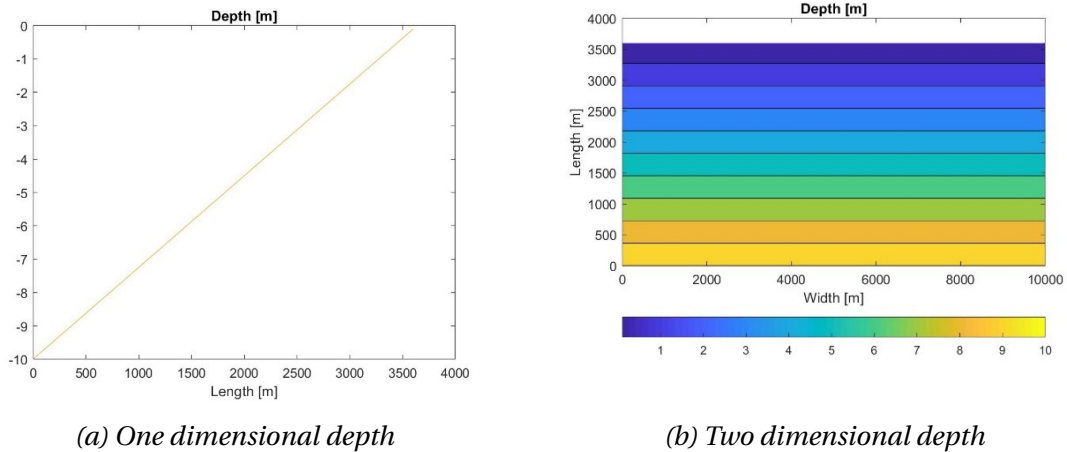 Depth [m]
0
-1
-2
-3
-4
-5
-6
-7
-8
-9
-10
0 500 1000 1500 2000 2500 3000 3500 4000
Length [m]
(a) One dimensional depth
Depth [m]
4000
3500
3000
2500
2000
1500
1000
500
0
Length [m]
0 2000 4000 6000 8000 10000
Width [m]
1 2 3 4 5 6 7 8 9 10
(b) Two dimensional depth